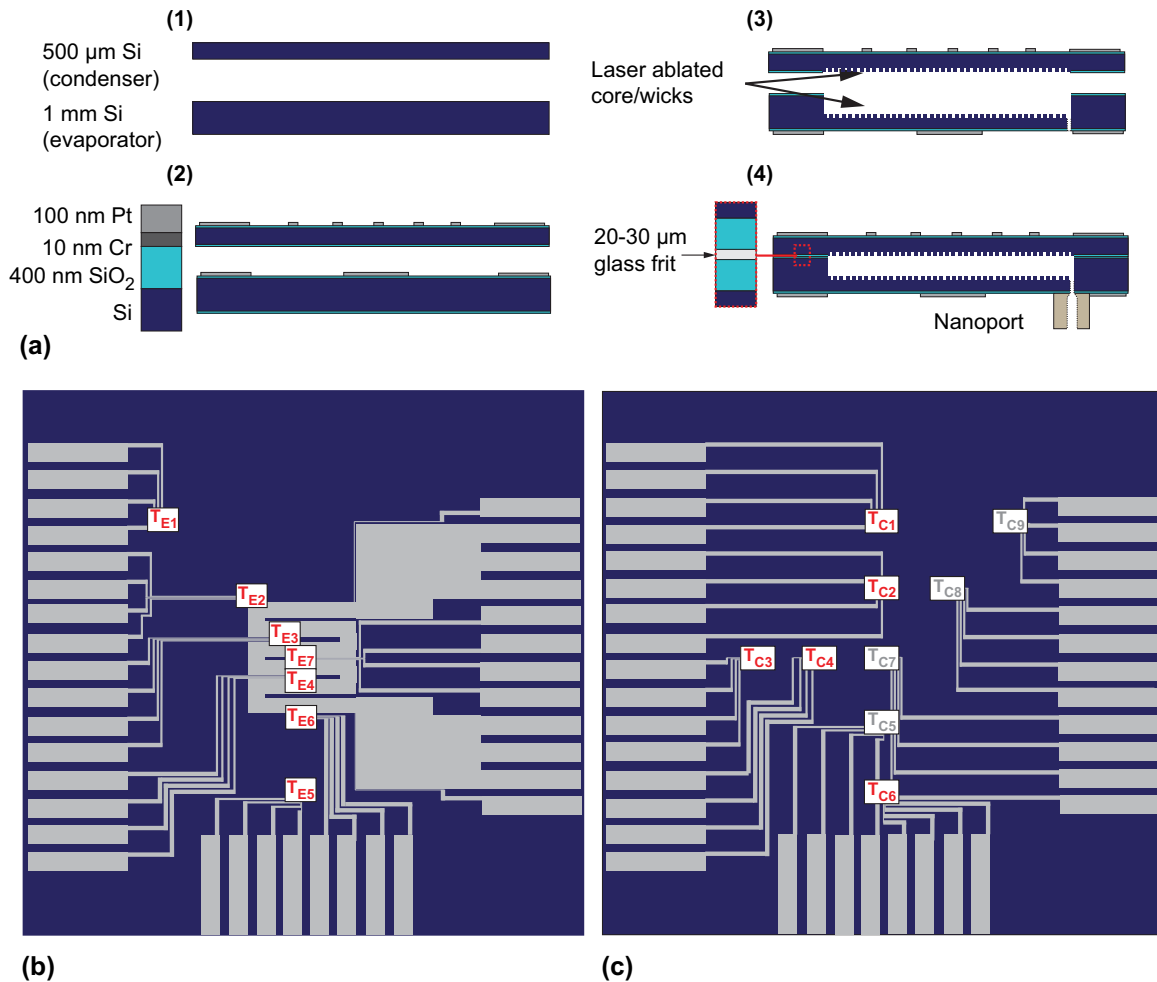 (1)
500 µm Si
(condenser)
1 mm Si
(evaporator)
(2)
100 nm Pt
10 nm Cr
400 nm SiO2
Si
(3)
Laser ablated
core/wicks
(4)
20-30 µm
glass frit
Nanoport
(a)
TE1
TE2
TE3
TE7
TE4
TE6
TE5
(b)
TC1
TC9
TC2
TC8
TC3
TC4
TC7
TC5
TC6
(c)